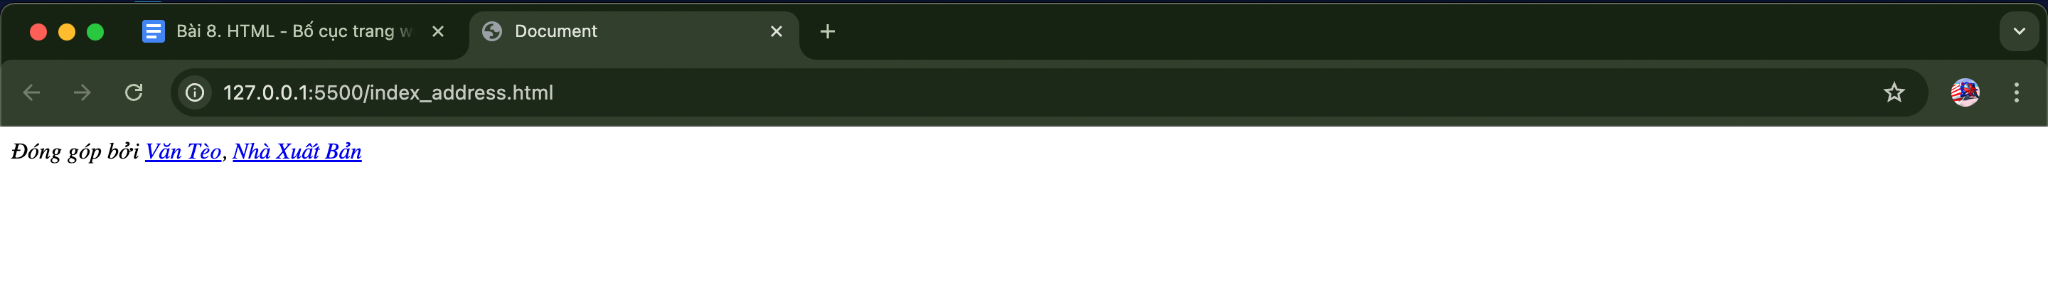 Bài 8. HTML - Bố cục trang w
Document
127.0.0.1:5500/index_address.html
Đóng góp bởi Văn Tèo, Nhà Xuất Bản